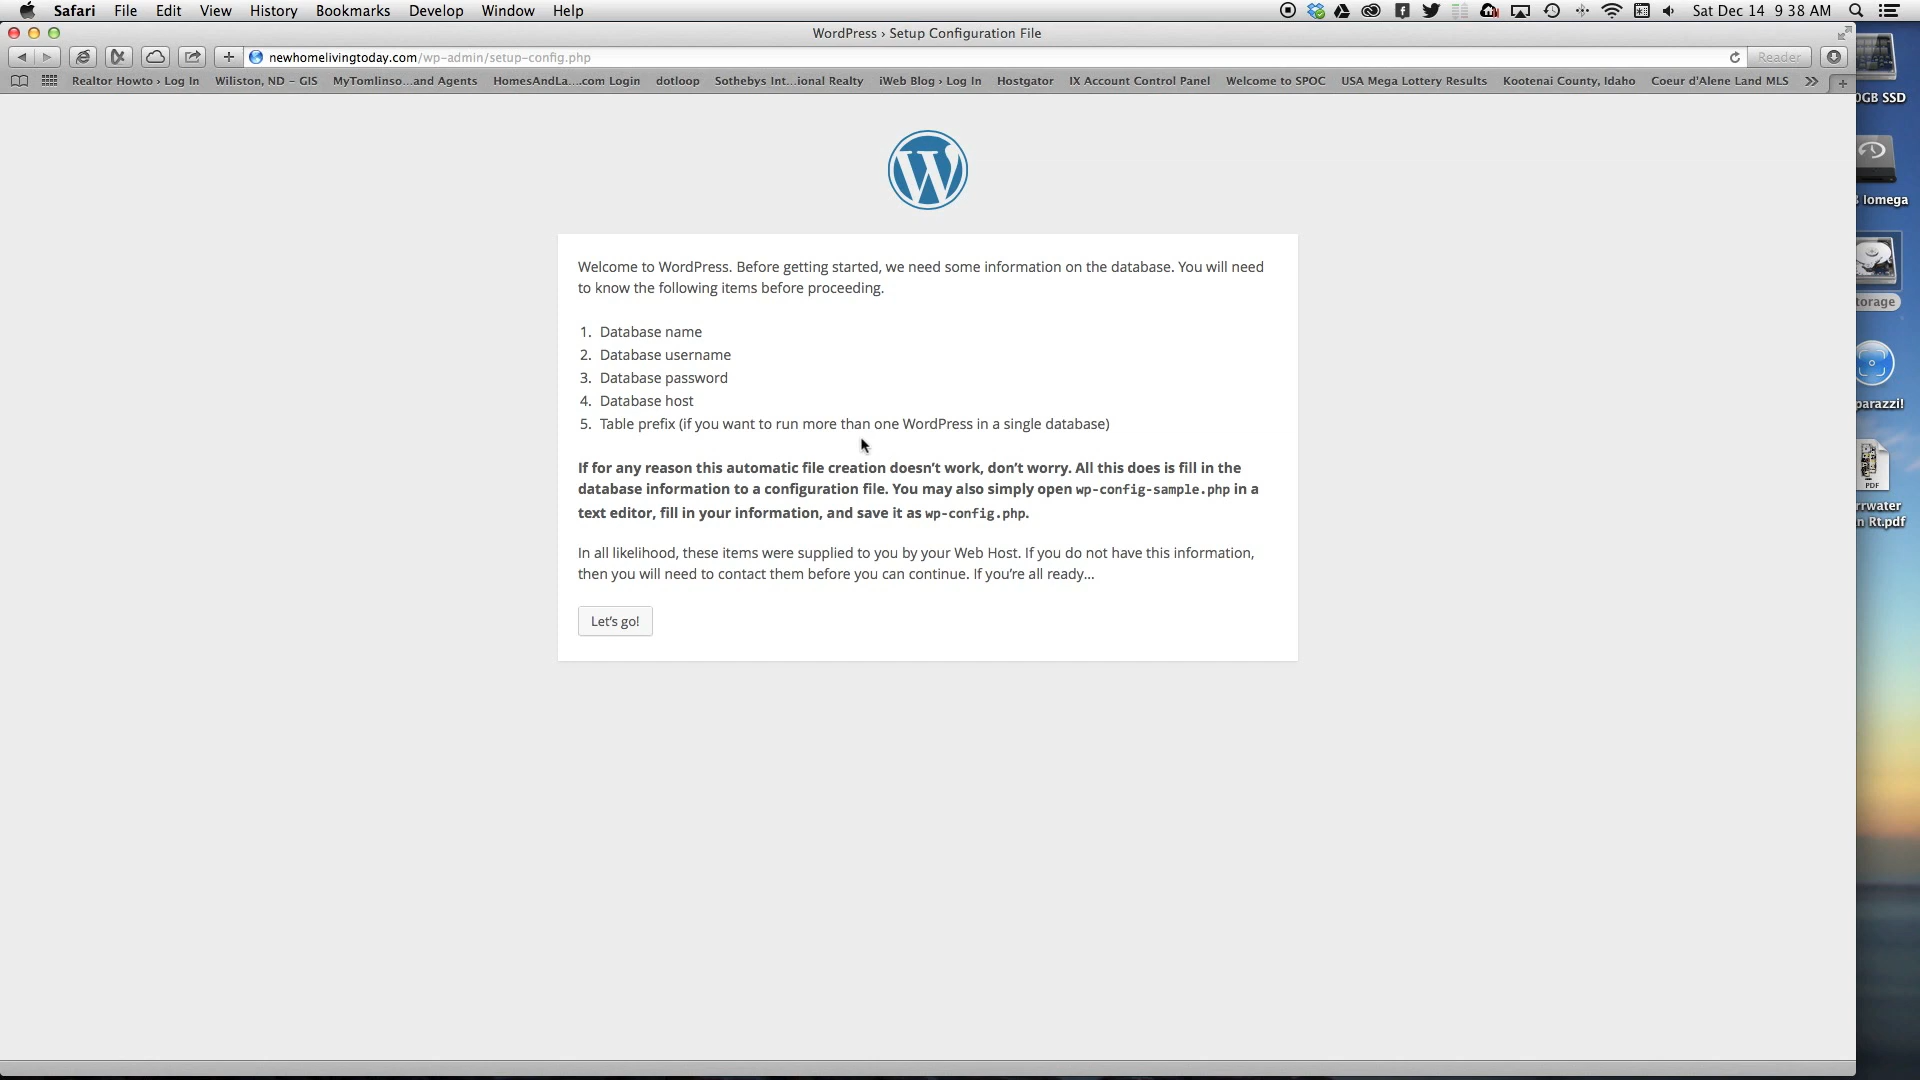 Safari File Edit View History Bookmarks Develop Window Help Sat Dec 14 9 38 AM
WordPress › Setup Configuration File
newhomelivingtoday.com/wp-admin/setup-config.php Reader
Realtor Howto › Log In Wiliston, ND – GIS MyTomlinso...and Agents HomesAndLa....com Login dotloop Sothebys Int...ional Realty iWeb Blog › Log In Hostgator IX Account Control Panel Welcome to SPOC USA Mega Lottery Results Kootenai County, Idaho Coeur d'Alene Land MLS
0GB SSD
Iomega
torage
parazzi!
PDF
rrwater
n Rt.pdf
W
Welcome to WordPress. Before getting started, we need some information on the database. You will need
to know the following items before proceeding.
1. Database name
2. Database username
3. Database password
4. Database host
5. Table prefix (if you want to run more than one WordPress in a single database)
If for any reason this automatic file creation doesn't work, don't worry. All this does is fill in the
database information to a configuration file. You may also simply open wp-config-sample.php in a
text editor, fill in your information, and save it as wp-config.php.
In all likelihood, these items were supplied to you by your Web Host. If you do not have this information,
then you will need to contact them before you can continue. If you're all ready...
Let's go!